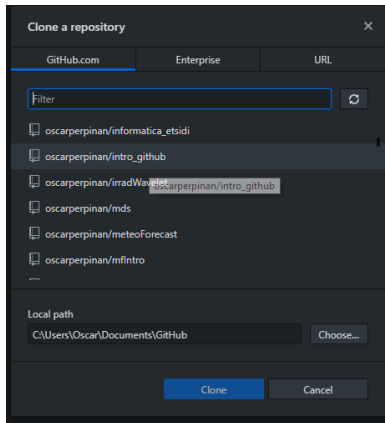 Clone a repository
GitHub.com Enterprise URL
Filter
oscarperpinan/informatica_etsidi
oscarperpinan/intro_github
oscarperpinan/irradWavelet
oscarperpinan/intro_github
oscarperpinan/mds
oscarperpinan/meteoForecast
oscarperpinan/mfIntro
Local path
C:\Users\Oscar\Documents\GitHub Choose...
Clone Cancel